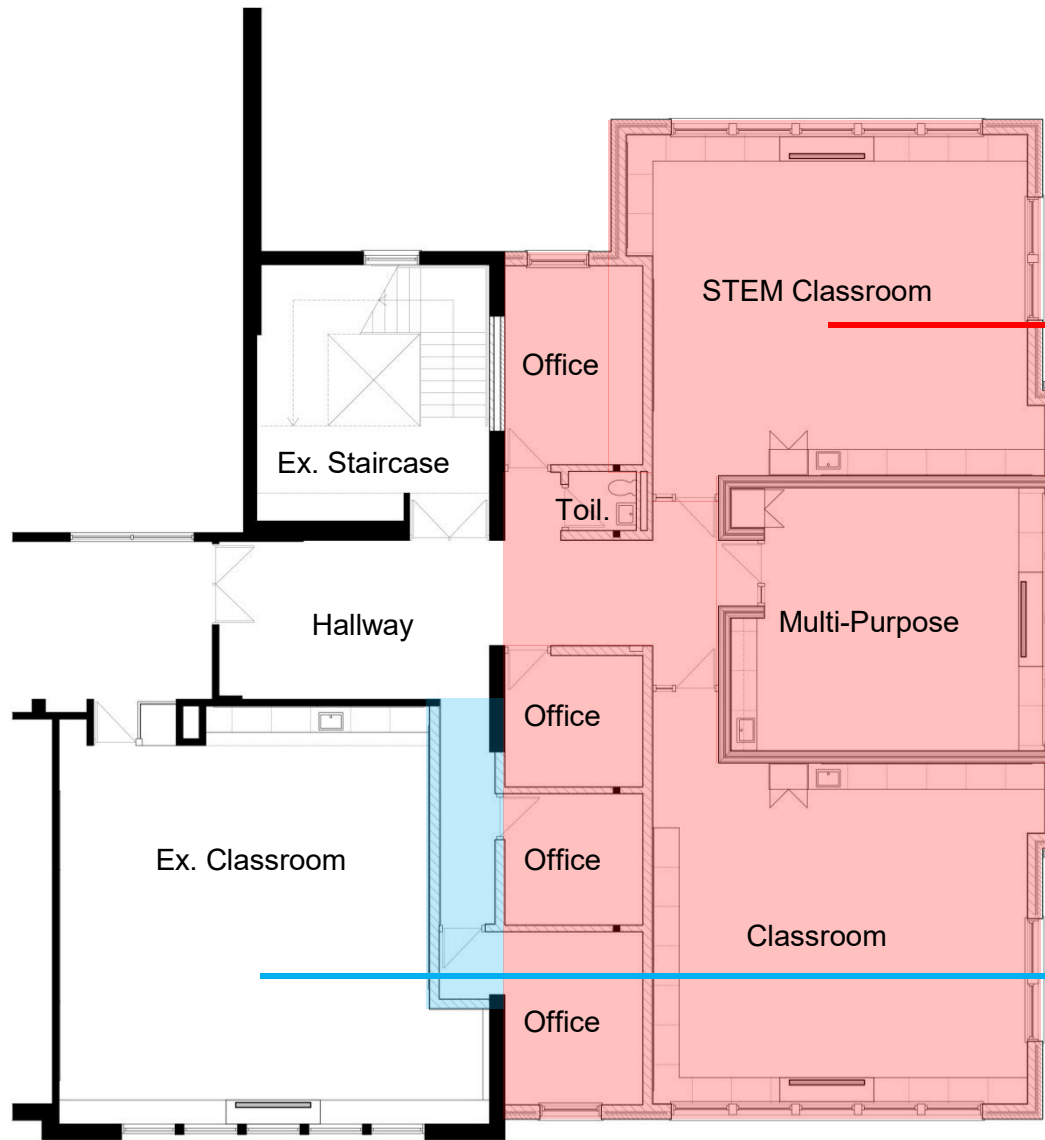 STEM Classroom
Office
Ex. Staircase
Toil.
Hallway
Multi-Purpose
Office
Ex. Classroom
Office
Classroom
Office